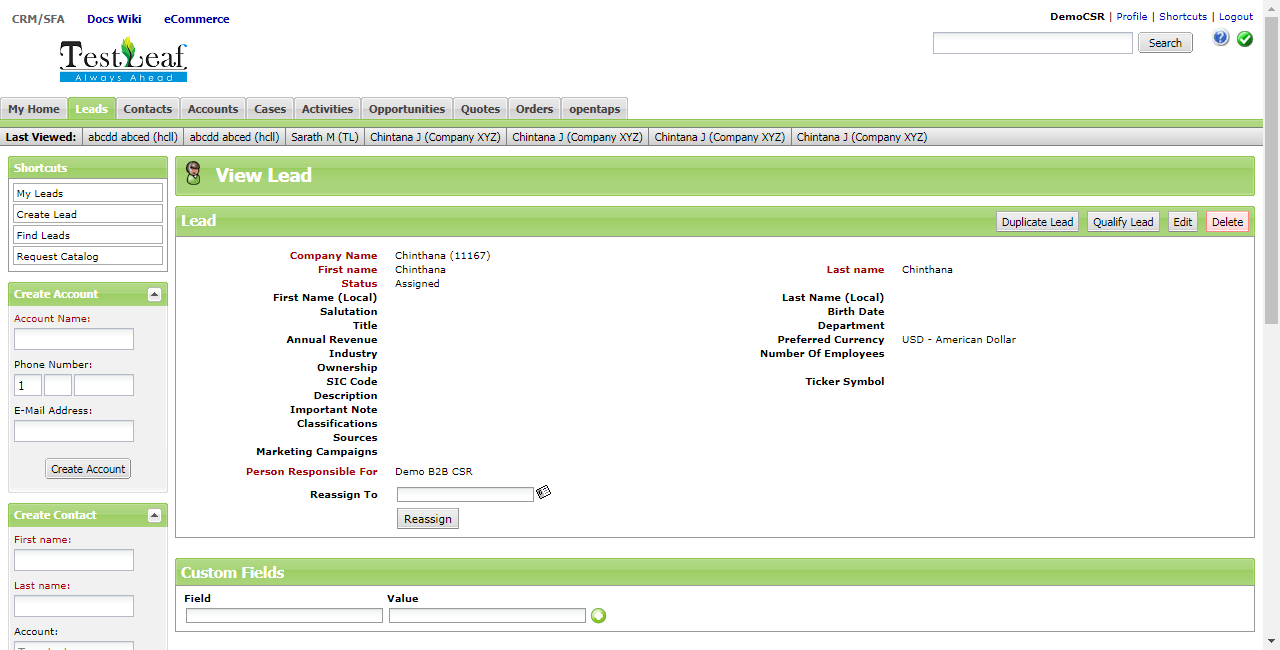 CRM/SFA Docs Wiki eCommerce
DemoCSR | Profile | Shortcuts | Logout
TestLeaf
Always Ahead
Search
My Home Leads Contacts Accounts Cases Activities Opportunities Quotes Orders opentaps
Last Viewed: abcdd abced (hcll) abcdd abced (hcll) Sarath M (TL) Chintana J (Company XYZ) Chintana J (Company XYZ) Chintana J (Company XYZ) Chintana J (Company XYZ)
Shortcuts
My Leads
Create Lead
Find Leads
Request Catalog
Create Account
Account Name:
Phone Number:
1
E-Mail Address:
Create Account
Create Contact
First name:
Last name:
Account:
View Lead
Lead
Duplicate Lead Qualify Lead Edit Delete
Company Name Chinthana (11167)
First name Chinthana Last name Chinthana
Status Assigned
First Name (Local) Last Name (Local)
Salutation Birth Date
Title Department
Annual Revenue Preferred Currency USD - American Dollar
Industry Number Of Employees
Ownership
SIC Code Ticker Symbol
Description
Important Note
Classifications
Sources
Marketing Campaigns
Person Responsible For Demo B2B CSR
Reassign To
Reassign
Custom Fields
Field Value